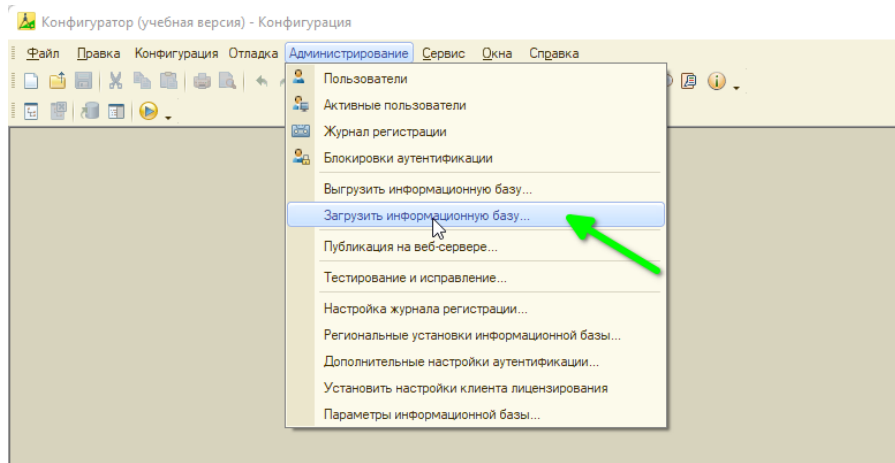 Конфигуратор (учебная версия) - Конфигурация
Файл Правка Конфигурация Отладка Администрирование Сервис Окна Справка
Пользователи
Активные пользователи
Журнал регистрации
Блокировки аутентификации
Выгрузить информационную базу...
Загрузить информационную базу...
Публикация на веб-сервере...
Тестирование и исправление...
Настройка журнала регистрации...
Региональные установки информационной базы...
Дополнительные настройки аутентификации...
Установить настройки клиента лицензирования
Параметры информационной базы...